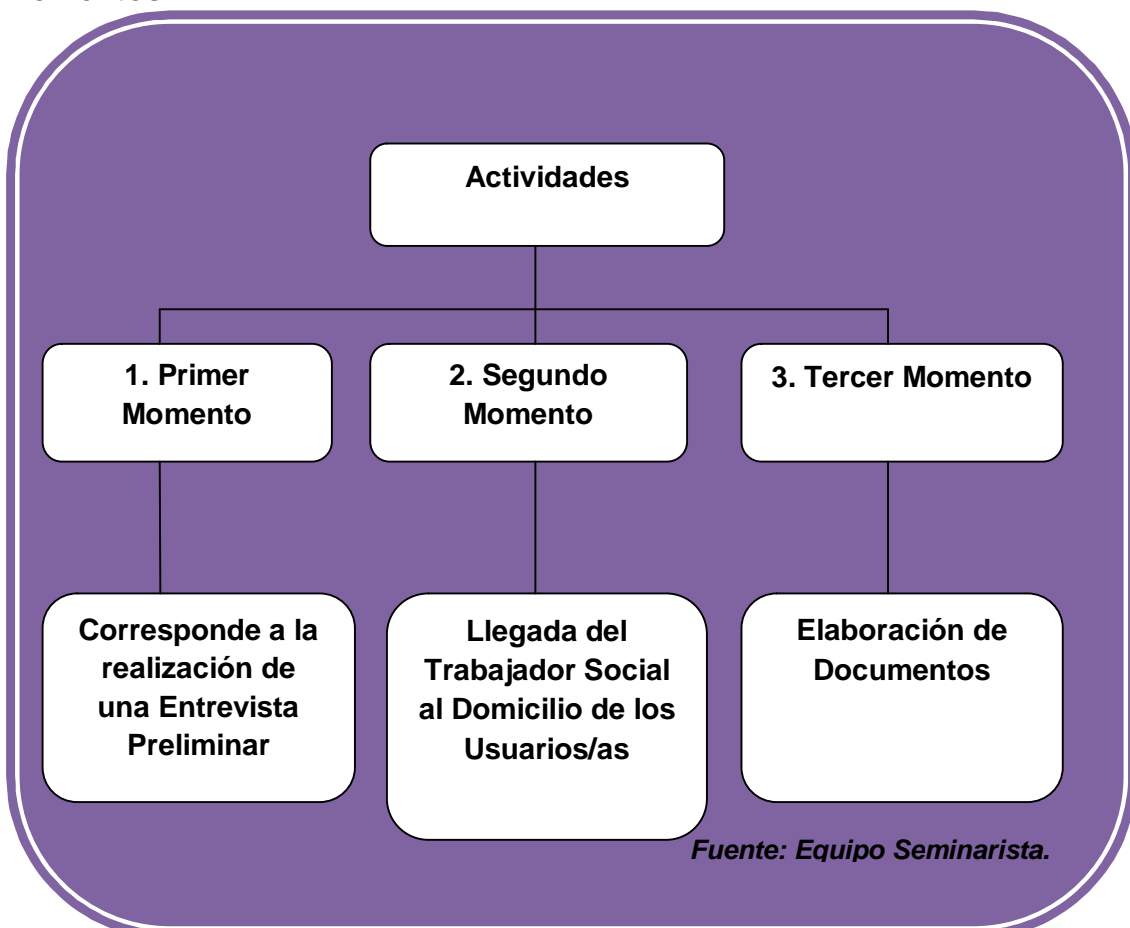 Actividades
1. Primer
Momento
2. Segundo
Momento
3. Tercer Momento
Corresponde a la
realización de
una Entrevista
Preliminar
Llegada del
Trabajador Social
al Domicilio de los
Usuarios/as
Elaboración de
Documentos
Fuente: Equipo Seminarista.